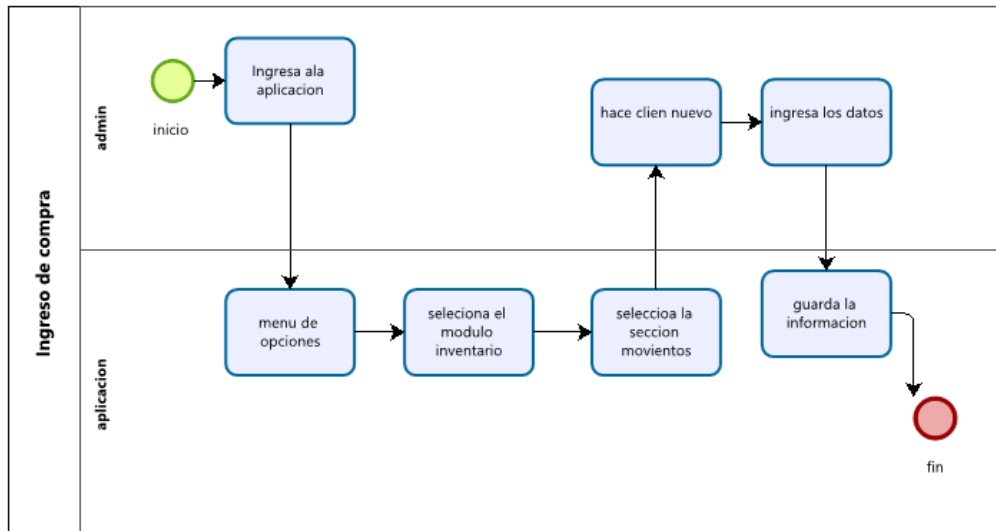 Ingreso de compra
admin
inicio
Ingresa ala
aplicacion
hace clien nuevo
ingresa los datos
aplicacion
menu de
opciones
seleciona el
modulo
inventario
seleccioa la
seccion
movientos
guarda la
informacion
fin